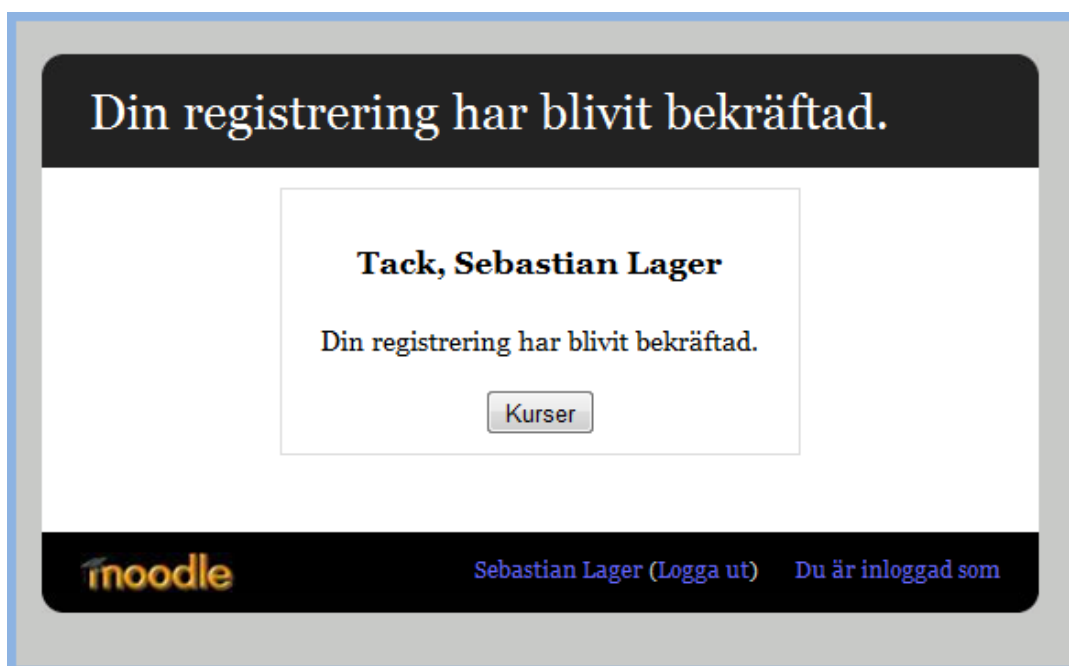 Din registrering har blivit bekräftad.
Tack, Sebastian Lager
Din registrering har blivit bekräftad.
Kurser
moodle Sebastian Lager (Logga ut) Du är inloggad som